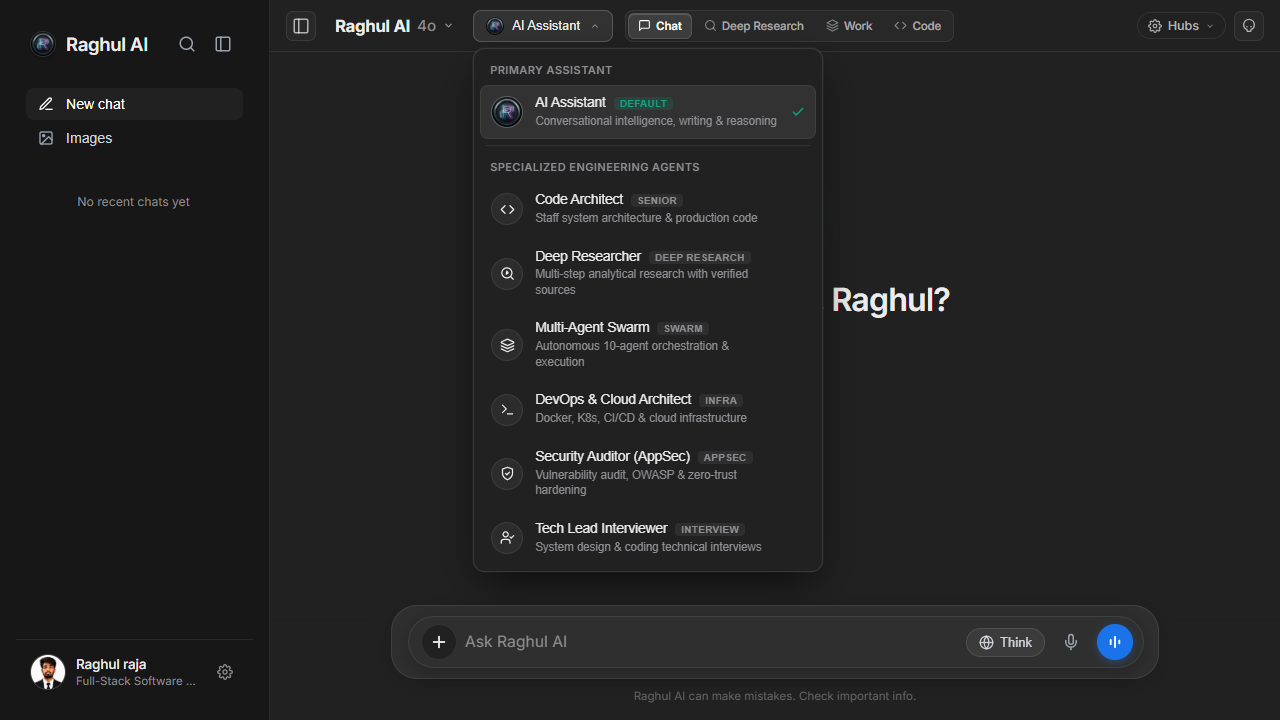 Raghul AI
New chat
Images
No recent chats yet
Raghul raja
Full-Stack Software ...
Raghul AI 4o
AI Assistant
Chat
Deep Research
Work
Code
Hubs
PRIMARY ASSISTANT
AI Assistant DEFAULT
Conversational intelligence, writing & reasoning
SPECIALIZED ENGINEERING AGENTS
Code Architect SENIOR
Staff system architecture & production code
Deep Researcher DEEP RESEARCH
Multi-step analytical research with verified
sources
Multi-Agent Swarm SWARM
Autonomous 10-agent orchestration &
execution
DevOps & Cloud Architect INFRA
Docker, K8s, CI/CD & cloud infrastructure
Security Auditor (AppSec) APPSEC
Vulnerability audit, OWASP & zero-trust
hardening
Tech Lead Interviewer INTERVIEW
System design & coding technical interviews
Raghul?
Ask Raghul AI
Think
Raghul AI can make mistakes. Check important info.